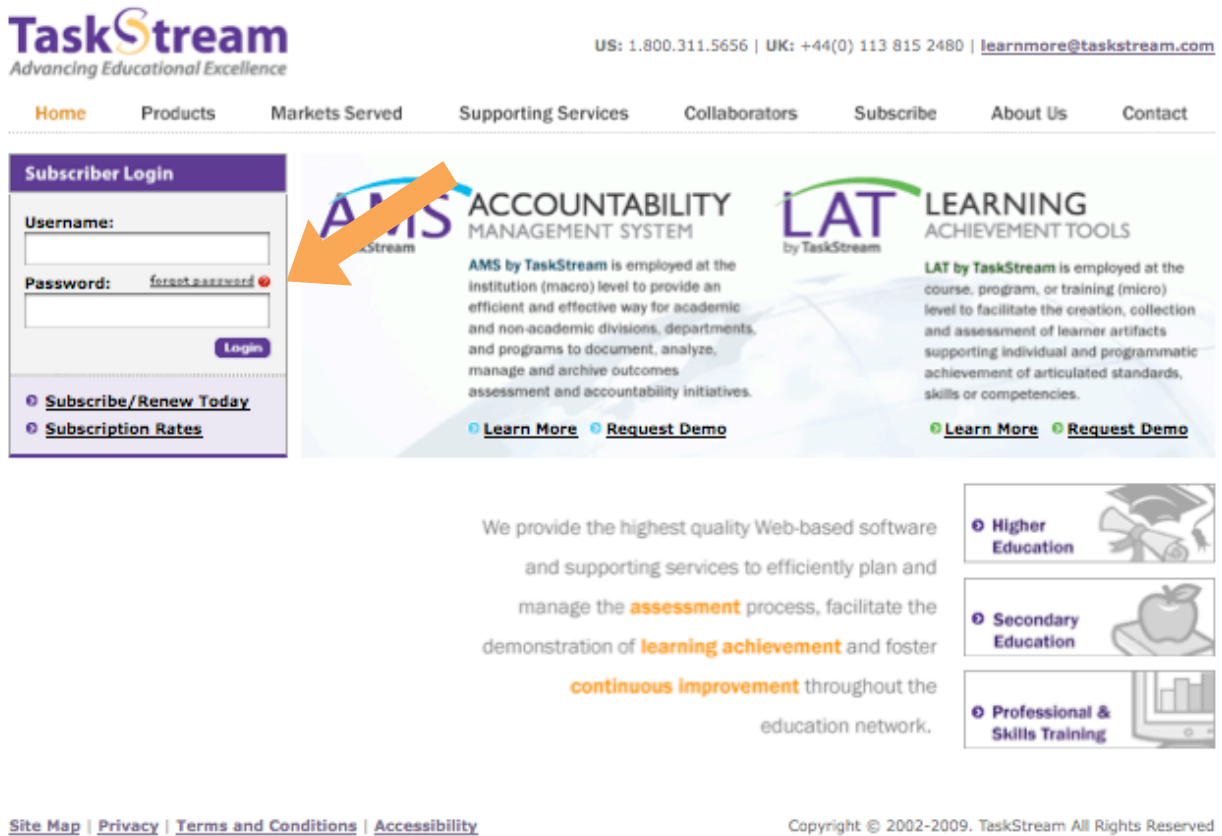 TaskStream
Advancing Educational Excellence
US: 1.800.311.5656 | UK: +44(0) 113 815 2480 | learnmore@taskstream.com
Home Products Markets Served Supporting Services Collaborators Subscribe About Us Contact
Subscriber Login
Username:
Password: forgot password
Login
Subscribe/Renew Today
Subscription Rates
AMS
ACCOUNTABILITY
MANAGEMENT SYSTEM
AMS by TaskStream is employed at the
institution (macro) level to provide an
efficient and effective way for academic
and non-academic divisions, departments,
and programs to document, analyze,
manage and archive outcomes
assessment and accountability initiatives.
Learn More Request Demo
LAT
by TaskStream
LEARNING
ACHIEVEMENT TOOLS
LAT by TaskStream is employed at the
course, program, or training (micro)
level to facilitate the creation, collection
and assessment of learner artifacts
supporting individual and programmatic
achievement of articulated standards,
skills or competencies.
Learn More Request Demo
We provide the highest quality Web-based software
and supporting services to efficiently plan and
manage the assessment process, facilitate the
demonstration of learning achievement and foster
continuous improvement throughout the
education network.
Higher
Education
Secondary
Education
Professional &
Skills Training
Site Map | Privacy | Terms and Conditions | Accessibility
Copyright © 2002-2009. TaskStream All Rights Reserved